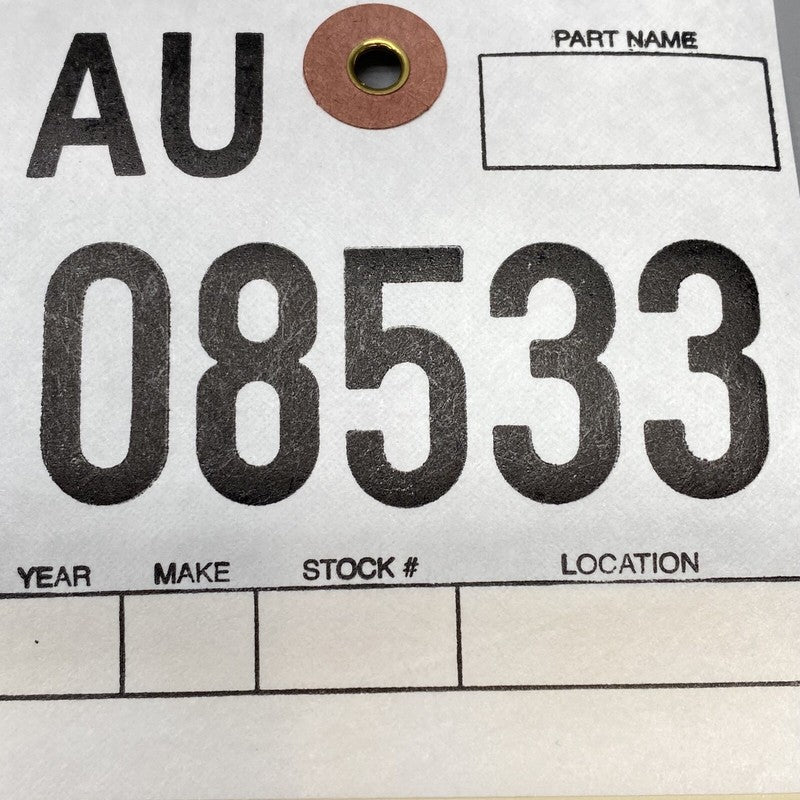 AU
PART NAME
08533
YEAR MAKE STOCK # LOCATION